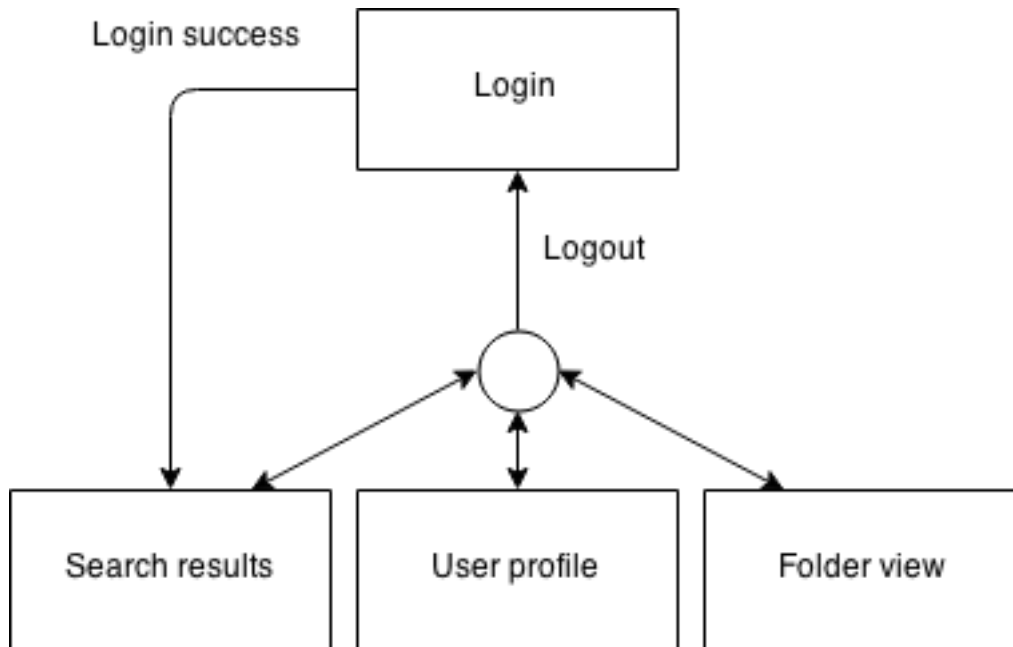 Login success
Login
Logout
Search results
User profile
Folder view